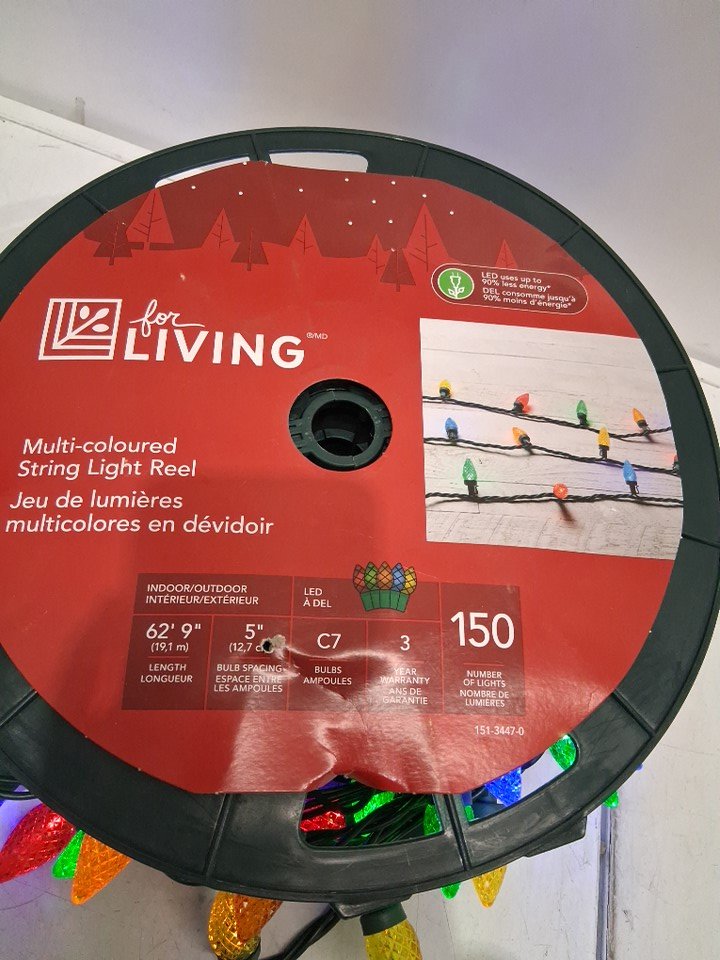 LED uses up to
90% less energy*
DEL consomme jusqu'à
90% moins d'énergie*
for
LIVING ®/MD
Multi-coloured
String Light Reel
Jeu de lumières
multicolores en dévidoir
INDOOR/OUTDOOR
INTÉRIEUR/EXTÉRIEUR
LED
À DEL
62' 9"
(19,1 m)
LENGTH
LONGUEUR
5"
(12,7
BULB SPACING
ESPACE ENTRE
LES AMPOULES
C7
BULBS
AMPOULES
3
YEAR
WARRANTY
ANS DE
GARANTIE
150
NUMBER
OF LIGHTS
NOMBRE DE
LUMIÈRES
151-3447-0